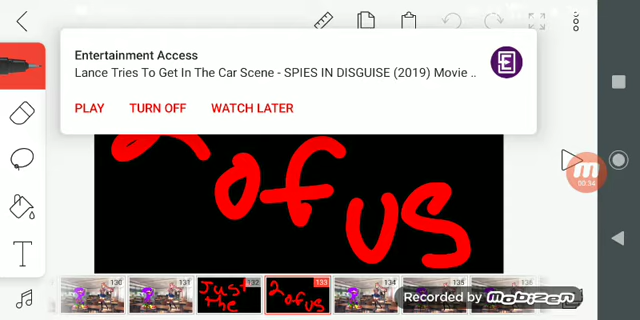 Entertainment Access
Lance Tries To Get In The Car Scene - SPIES IN DISGUISE (2019) Movie ..
PLAY TURN OFF WATCH LATER
2
of
us
00:34
T
130 131 132 133 134 135 136
Just
the
2
of us
Recorded by mobizen